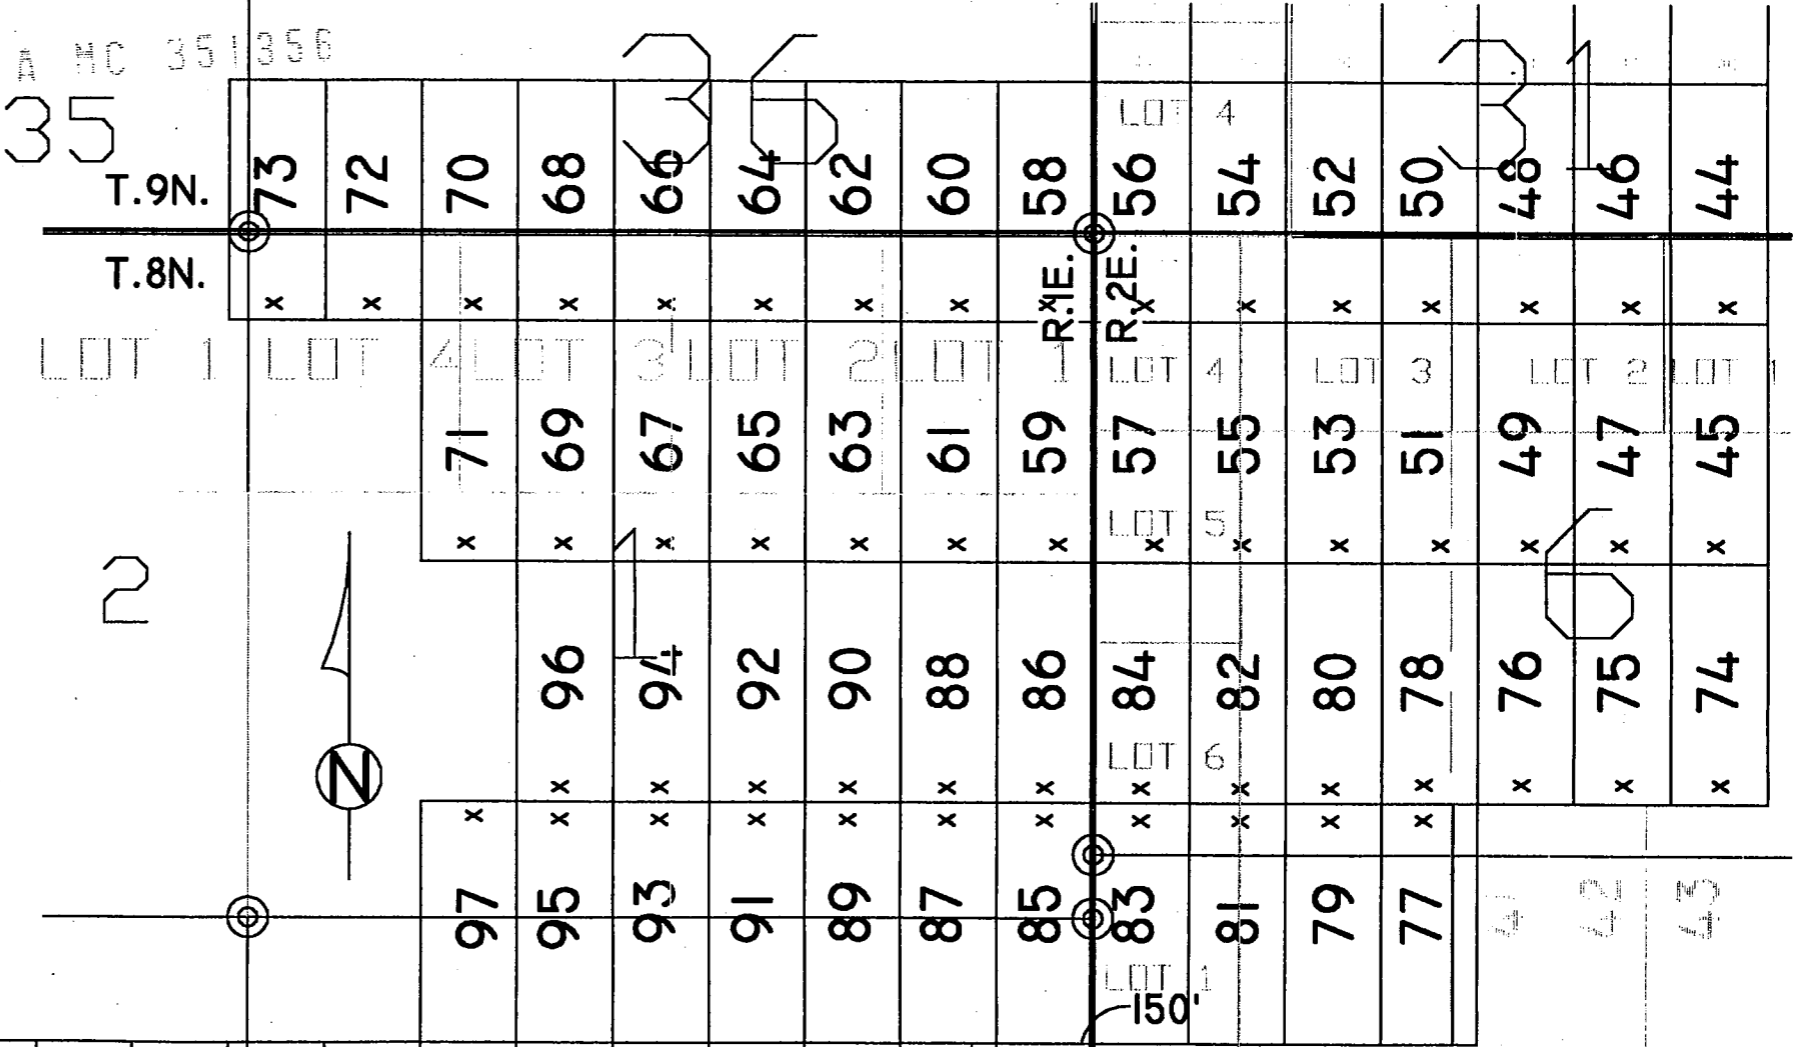 A MC 351356
35 36 31
LOT 4
T.9N. 73 72 70 68 66 64 62 60 58 56 54 52 50 48 46 44
T.8N. R.1E. R.2E.
x x x x x x x x x x x x x x x x
LOT 1 LOT 4 LOT 3 LOT 2 LOT 1 LOT 4 LOT 3 LOT 2 LOT 1
71 69 67 65 63 61 59 57 55 53 51 49 47 45
LOT 5
x x x x x x x x x x x x x x
2 1 6
96 94 92 90 88 86 84 82 80 78 76 75 74
LOT 6
N
x x x x x x x x x x x x x
x x x x x x x x x x x
97 95 93 91 89 87 85 83 81 79 77 42 43
LOT 1
150'